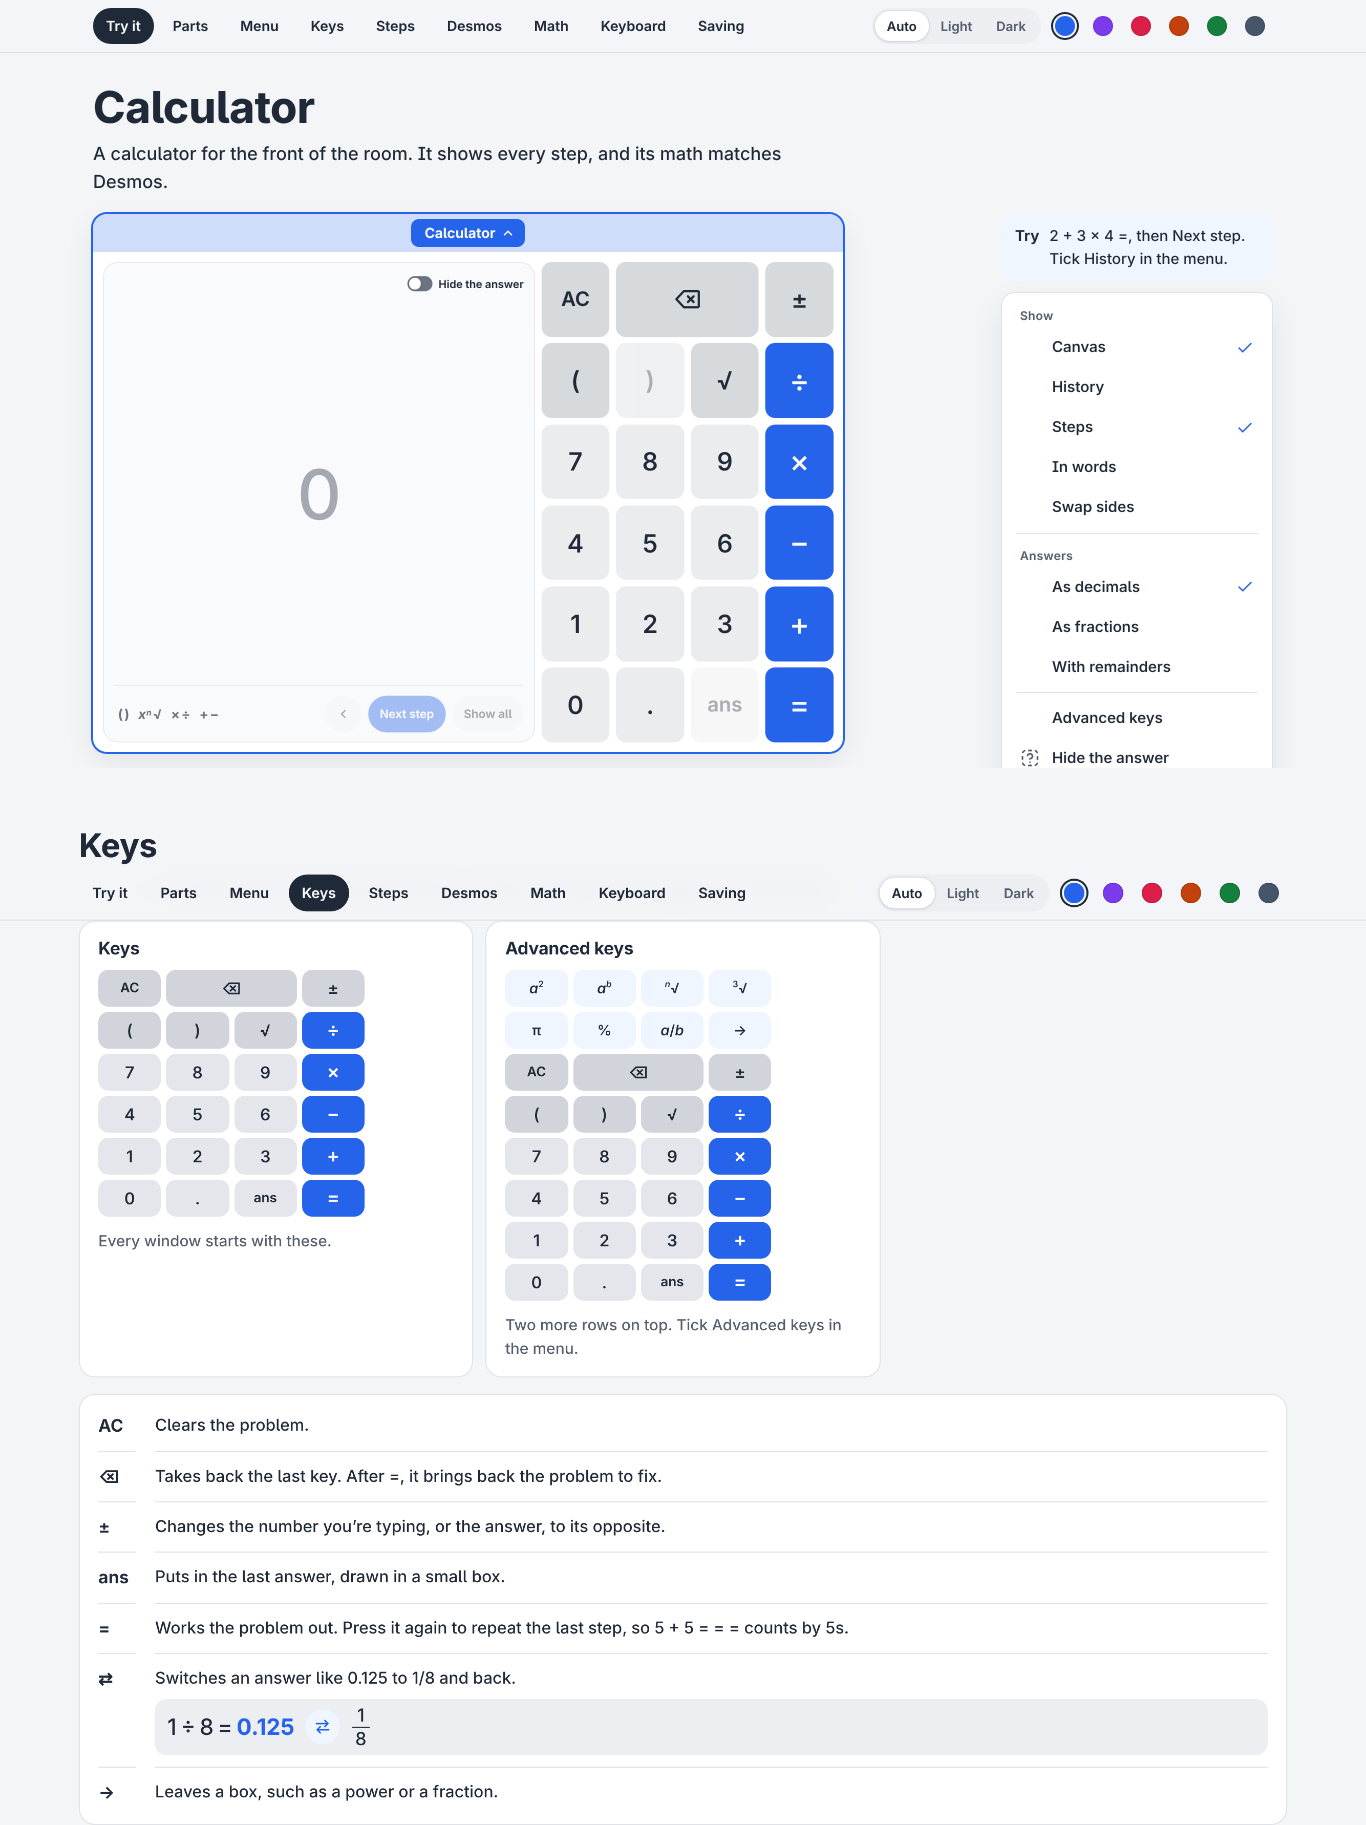 Try it Parts Menu Keys Steps Desmos Math Keyboard Saving Auto Light Dark
Calculator
A calculator for the front of the room. It shows every step, and its math matches
Desmos.
Calculator
Hide the answer
0
() xⁿ√ ×÷ +−
Next step Show all
AC ±
( ) √ ÷
7 8 9 ×
4 5 6 −
1 2 3 +
0 . ans =
Try 2 + 3 × 4 =, then Next step.
Tick History in the menu.
Show
Canvas
History
Steps
In words
Swap sides
Answers
As decimals
As fractions
With remainders
Advanced keys
Hide the answer
Keys
Try it Parts Menu Keys Steps Desmos Math Keyboard Saving Auto Light Dark
Keys
AC ±
( ) √ ÷
7 8 9 ×
4 5 6 −
1 2 3 +
0 . ans =
Every window starts with these.
Advanced keys
a² aᵇ ⁿ√ ³√
π % a/b →
AC ±
( ) √ ÷
7 8 9 ×
4 5 6 −
1 2 3 +
0 . ans =
Two more rows on top. Tick Advanced keys in
the menu.
AC Clears the problem.
⌫ Takes back the last key. After =, it brings back the problem to fix.
± Changes the number you’re typing, or the answer, to its opposite.
ans Puts in the last answer, drawn in a small box.
= Works the problem out. Press it again to repeat the last step, so 5 + 5 = = = counts by 5s.
⇄ Switches an answer like 0.125 to 1/8 and back.
1 ÷ 8 = 0.125 ⇄ 1/8
→ Leaves a box, such as a power or a fraction.